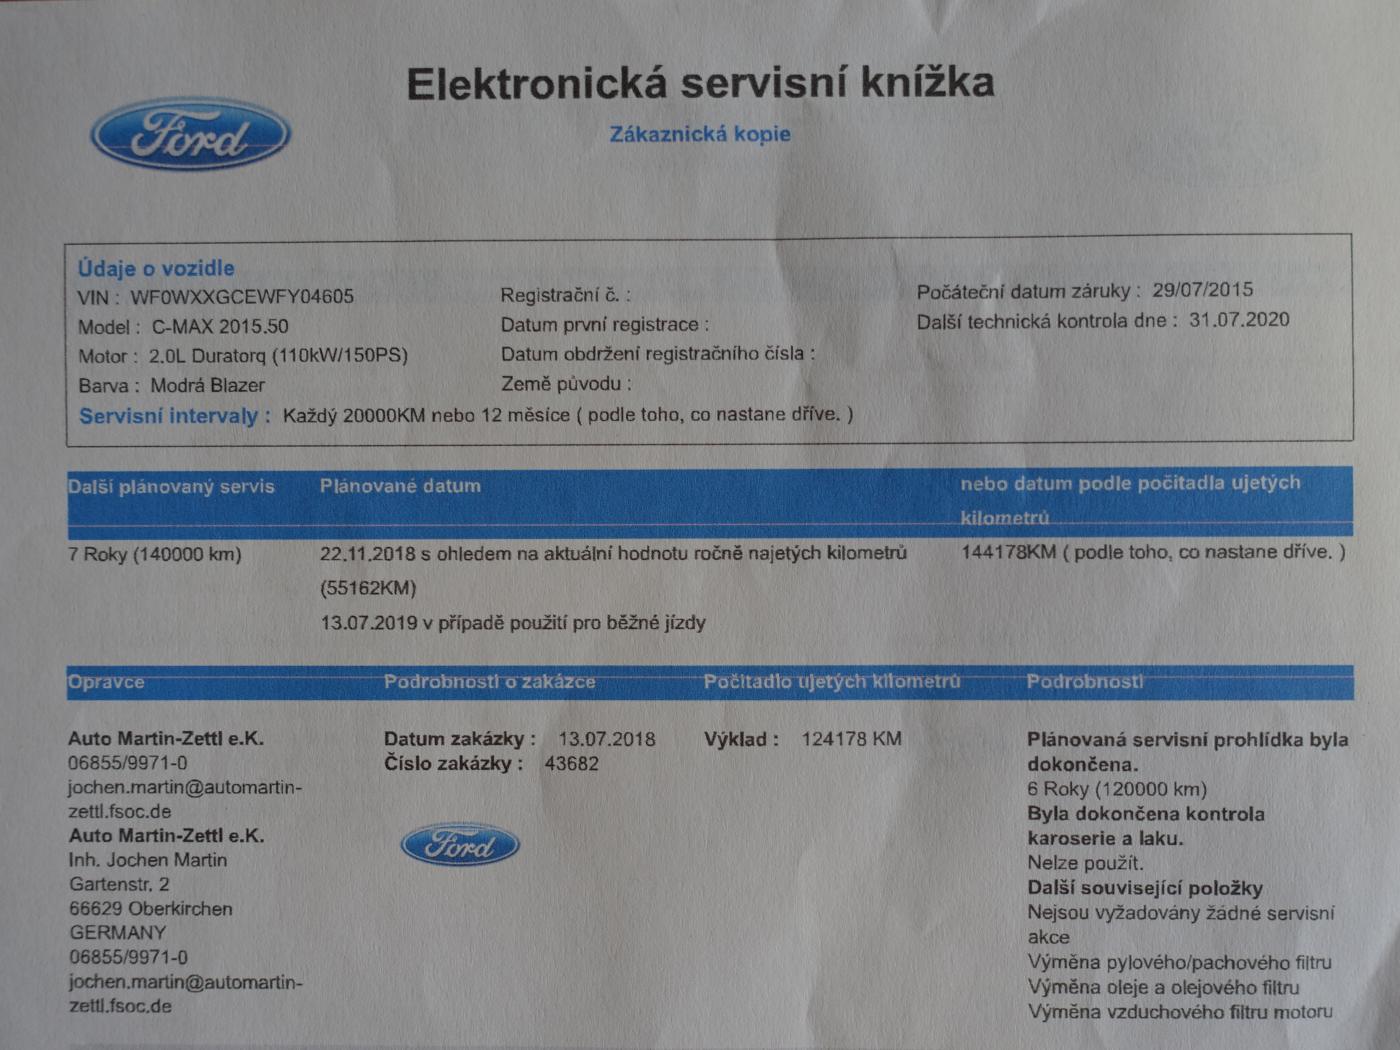 Elektronická servisní knížka
Ford
Zákaznická kopie
Údaje o vozidle
VIN : WF0WXXGCEWFY04605
Registrační č. :
Počáteční datum záruky : 29/07/2015
Model : C-MAX 2015.50
Datum první registrace :
Další technická kontrola dne : 31.07.2020
Motor : 2.0L Duratorq (110kW/150PS)
Datum obdržení registračního čísla :
Barva : Modrá Blazer
Země původu :
Servisní intervaly : Každý 20000KM nebo 12 měsíce ( podle toho, co nastane dříve. )
Další plánovaný servis
Plánované datum
nebo datum podle počitadla ujetých
kilometrů
7 Roky (140000 km)
22.11.2018 s ohledem na aktuální hodnotu ročně najetých kilometrů
(55162KM)
13.07.2019 v případě použití pro běžné jízdy
144178KM ( podle toho, co nastane dříve. )
Opravce
Podrobnosti o zakázce
Počitadlo ujetých kilometrů
Podrobnosti
Auto Martin-Zettl e.K.
06855/9971-0
jochen.martin@automartin-
zettl.fsoc.de
Auto Martin-Zettl e.K.
Inh. Jochen Martin
Gartenstr. 2
66629 Oberkirchen
GERMANY
06855/9971-0
jochen.martin@automartin-
zettl.fsoc.de
Datum zakázky : 13.07.2018
Číslo zakázky : 43682
Ford
Výklad : 124178 KM
Plánovaná servisní prohlídka byla
dokončena.
6 Roky (120000 km)
Byla dokončena kontrola
karoserie a laku.
Nelze použít.
Další související položky
Nejsou vyžadovány žádné servisní
akce
Výměna pylového/pachového filtru
Výměna oleje a olejového filtru
Výměna vzduchového filtru motoru